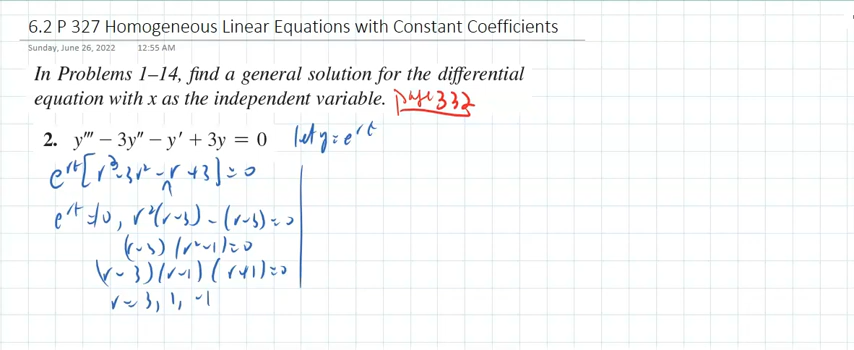 6.2 P 327 Homogeneous Linear Equations with Constant Coefficients
Sunday, June 26, 2022 12:55 AM
In Problems 1–14, find a general solution for the differential
equation with x as the independent variable. page 332
2. y′′′ − 3y′′ − y′ + 3y = 0 let y = e^rt
e^rt[r³-3r²-r+3]=0
e^rt≠0, r²(r-3)-(r-3)=0
(r-3)(r²-1)=0
(r-3)(r-1)(r+1)=0
r=3,1,-1